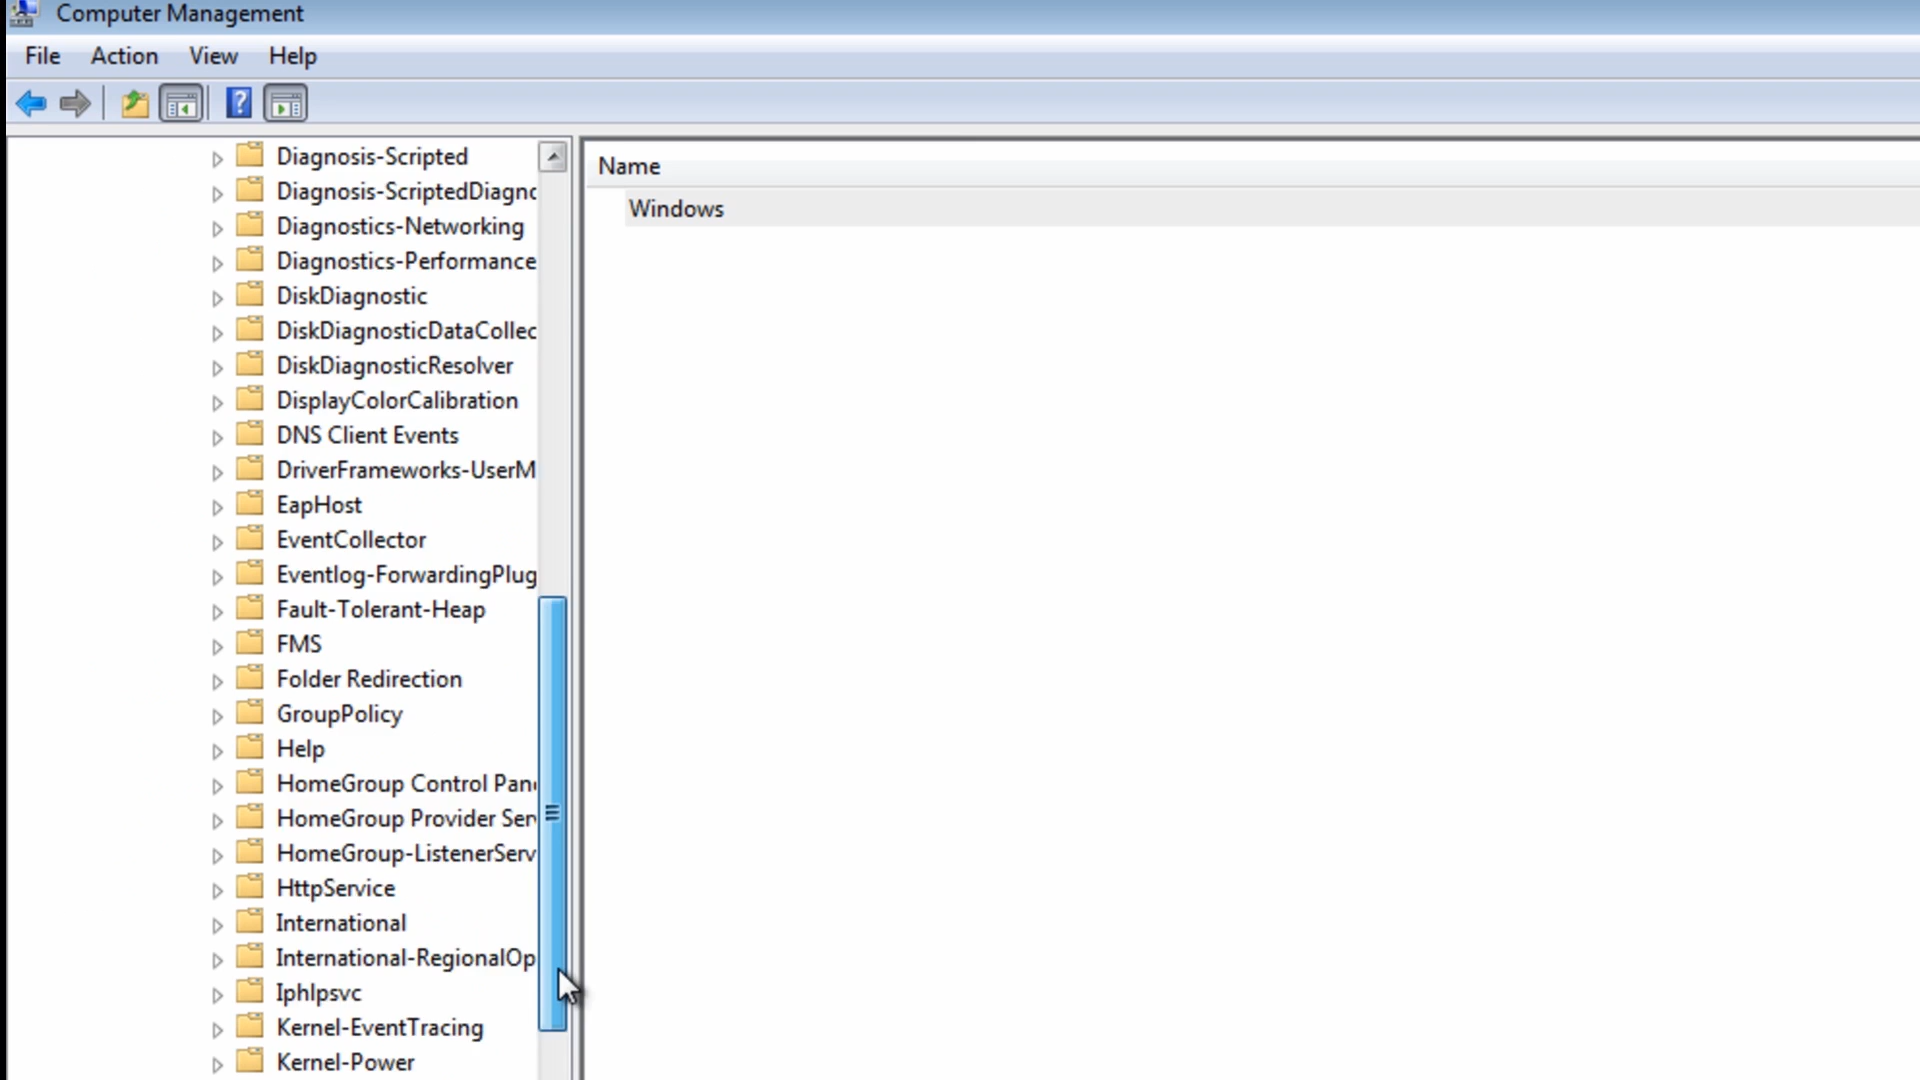 Computer Management
File Action View Help
Diagnosis-Scripted
Diagnosis-ScriptedDiagno
Diagnostics-Networking
Diagnostics-Performance
DiskDiagnostic
DiskDiagnosticDataCollec
DiskDiagnosticResolver
DisplayColorCalibration
DNS Client Events
DriverFrameworks-UserM
EapHost
EventCollector
Eventlog-ForwardingPlug
Fault-Tolerant-Heap
FMS
Folder Redirection
GroupPolicy
Help
HomeGroup Control Pan
HomeGroup Provider Ser
HomeGroup-ListenerServ
HttpService
International
International-RegionalOp
Iphlpsvc
Kernel-EventTracing
Kernel-Power
Name
Windows